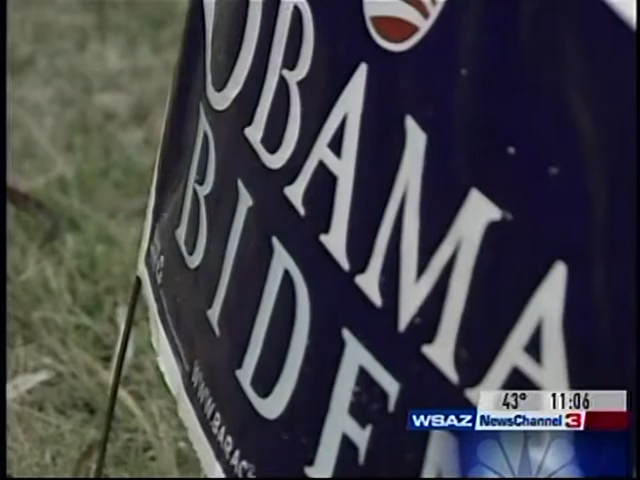 OBAMA
BIDEN
WWW.BARAC
43° 11:06
WSAZ NewsChannel 3